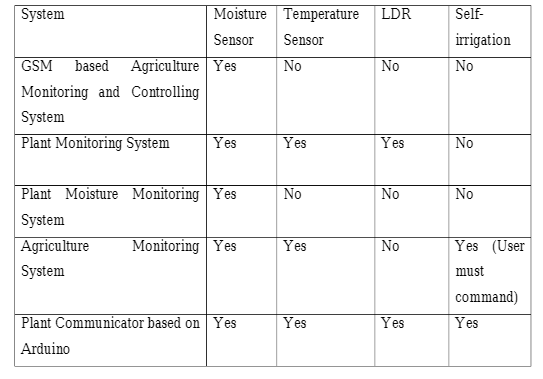 System Moisture Sensor Temperature Sensor LDR Self-irrigation
GSM based Agriculture Monitoring and Controlling System Yes No No No
Plant Monitoring System Yes Yes Yes No
Plant Moisture Monitoring System Yes No No No
Agriculture Monitoring System Yes Yes No Yes (User must command)
Plant Communicator based on Arduino Yes Yes Yes Yes